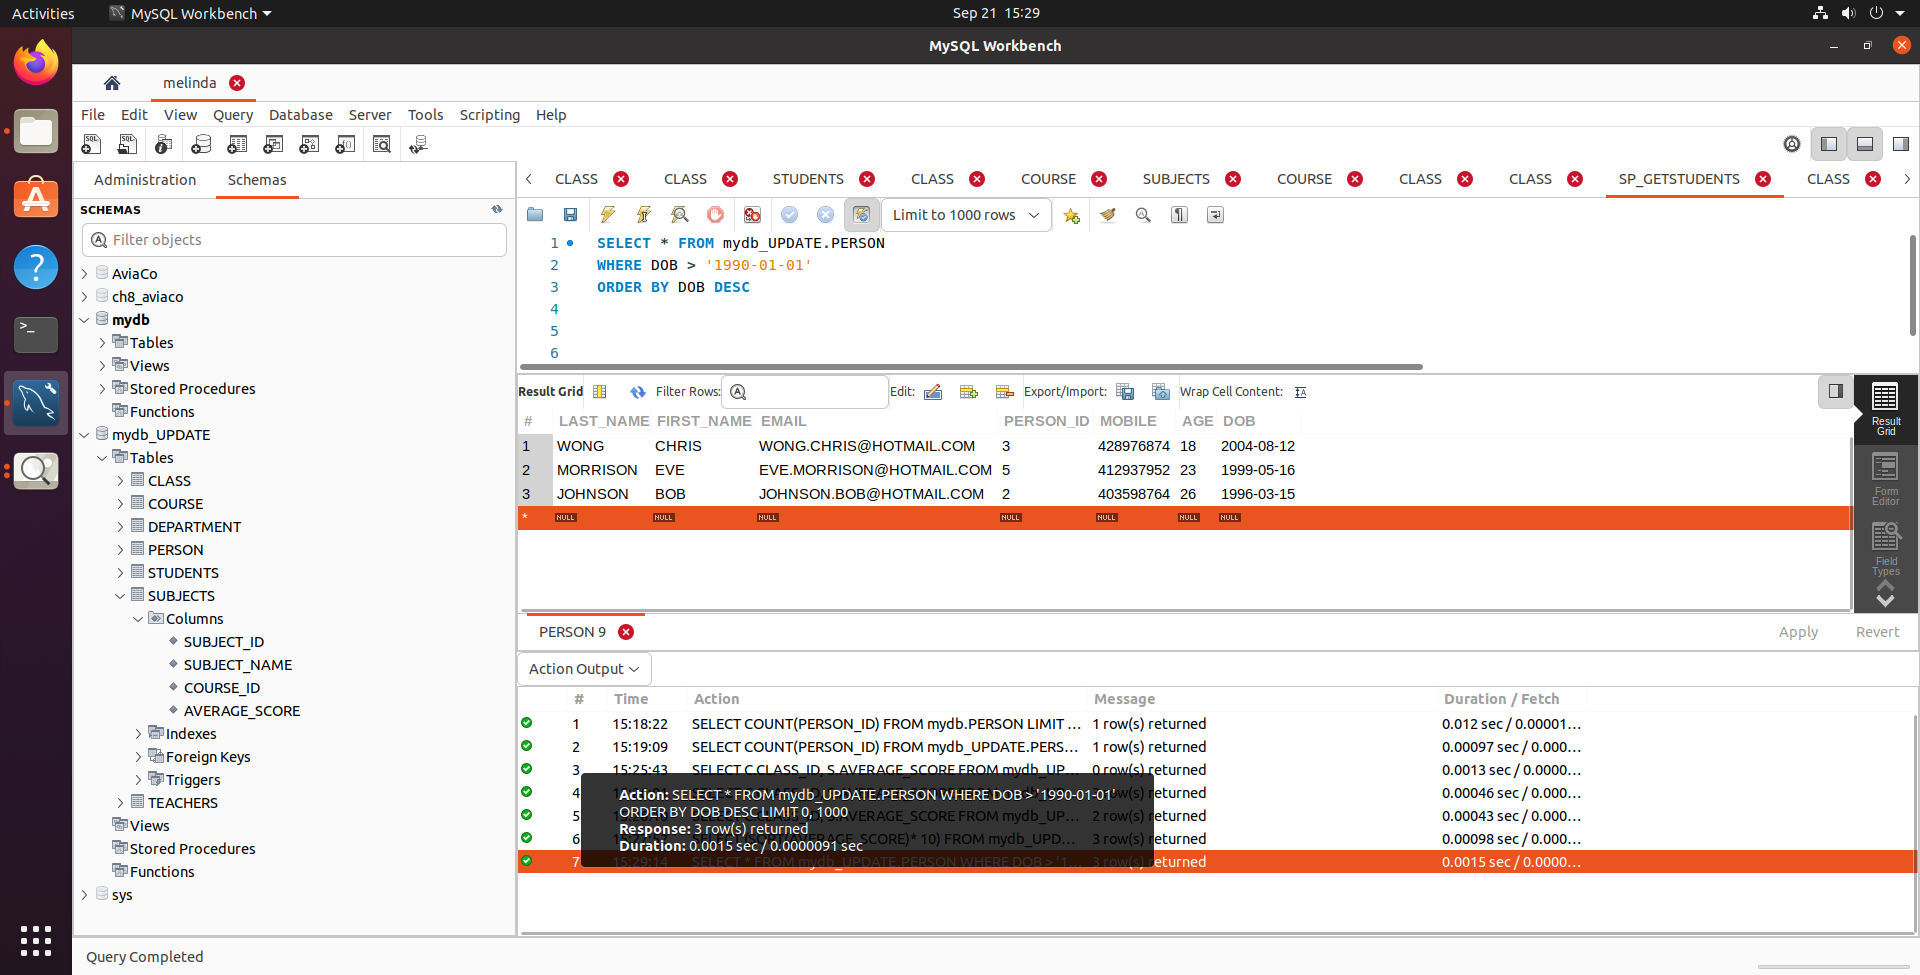 Activities MySQL Workbench Sep 21 15:29
MySQL Workbench
melinda
File Edit View Query Database Server Tools Scripting Help
Administration Schemas
CLASS CLASS STUDENTS CLASS COURSE SUBJECTS COURSE CLASS CLASS SP_GETSTUDENTS CLASS
SCHEMAS
Filter objects
Limit to 1000 rows
AviaCo
ch8_aviaco
mydb
Tables
Views
Stored Procedures
Functions
mydb_UPDATE
Tables
CLASS
COURSE
DEPARTMENT
PERSON
STUDENTS
SUBJECTS
Columns
SUBJECT_ID
SUBJECT_NAME
COURSE_ID
AVERAGE_SCORE
Indexes
Foreign Keys
Triggers
TEACHERS
Views
Stored Procedures
Functions
sys
1 SELECT * FROM mydb_UPDATE.PERSON
2 WHERE DOB > '1990-01-01'
3 ORDER BY DOB DESC
4
5
6
Result Grid Filter Rows: Edit: Export/Import: Wrap Cell Content:
# LAST_NAME FIRST_NAME EMAIL PERSON_ID MOBILE AGE DOB
1 WONG CHRIS WONG.CHRIS@HOTMAIL.COM 3 428976874 18 2004-08-12
2 MORRISON EVE EVE.MORRISON@HOTMAIL.COM 5 412937952 23 1999-05-16
3 JOHNSON BOB JOHNSON.BOB@HOTMAIL.COM 2 403598764 26 1996-03-15
* NULL NULL NULL NULL NULL NULL NULL
Result
Grid
Form
Editor
Field
Types
PERSON 9 Apply Revert
Action Output
# Time Action Message Duration / Fetch
1 15:18:22 SELECT COUNT(PERSON_ID) FROM mydb.PERSON LIMIT ... 1 row(s) returned 0.012 sec / 0.00001...
2 15:19:09 SELECT COUNT(PERSON_ID) FROM mydb_UPDATE.PERS... 1 row(s) returned 0.00097 sec / 0.000...
3 15:25:43 SELECT C.CLASS_ID, S.AVERAGE_SCORE FROM mydb_UP... 0 row(s) returned 0.0013 sec / 0.0000...
4 returned 0.00046 sec / 0.000...
5 returned 0.00043 sec / 0.000...
6 returned 0.00098 sec / 0.000...
7 15:29:14 SELECT * FROM mydb_UPDATE.PERSON WHERE DOB > '1... 3 row(s) returned 0.0015 sec / 0.0000...
Action: SELECT * FROM mydb_UPDATE.PERSON WHERE DOB > '1990-01-01'
ORDER BY DOB DESC LIMIT 0, 1000
Response: 3 row(s) returned
Duration: 0.0015 sec / 0.0000091 sec
Query Completed